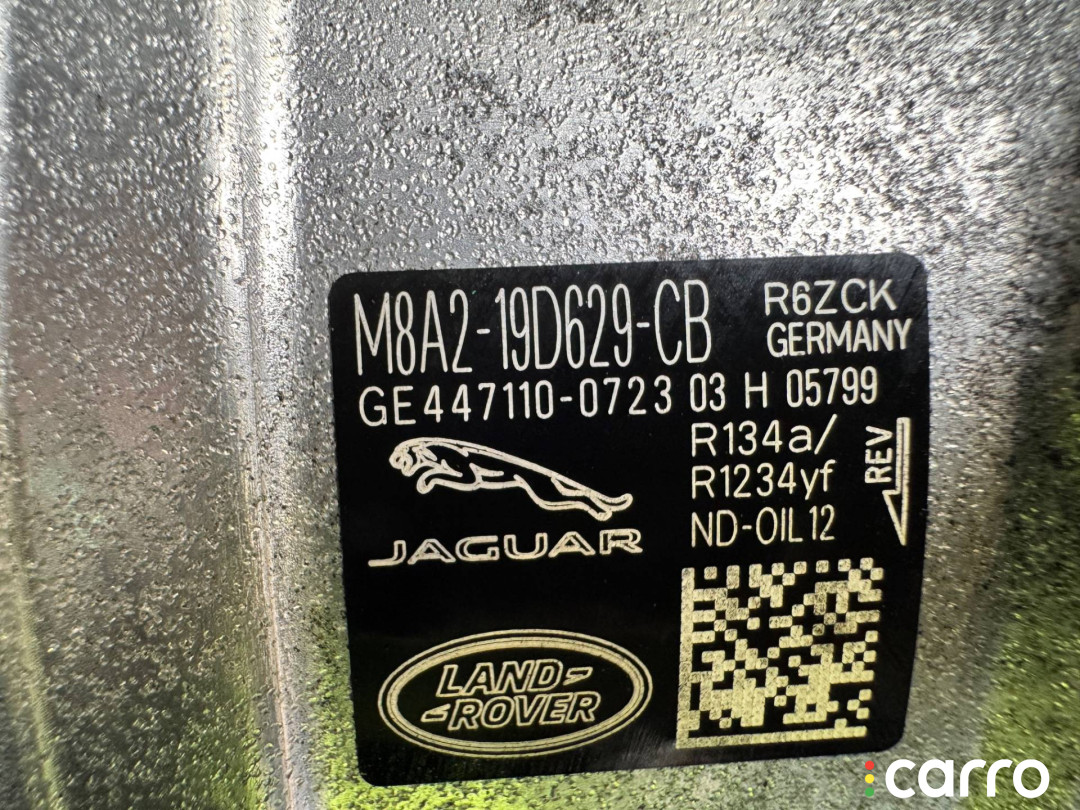 M8A2-19D629-CB
R6ZCK
GERMANY
GE447110-0723 03 H 05799
R134a/
R1234yf
ND-OIL12
REV
JAGUAR
LAND-
-ROVER
carro